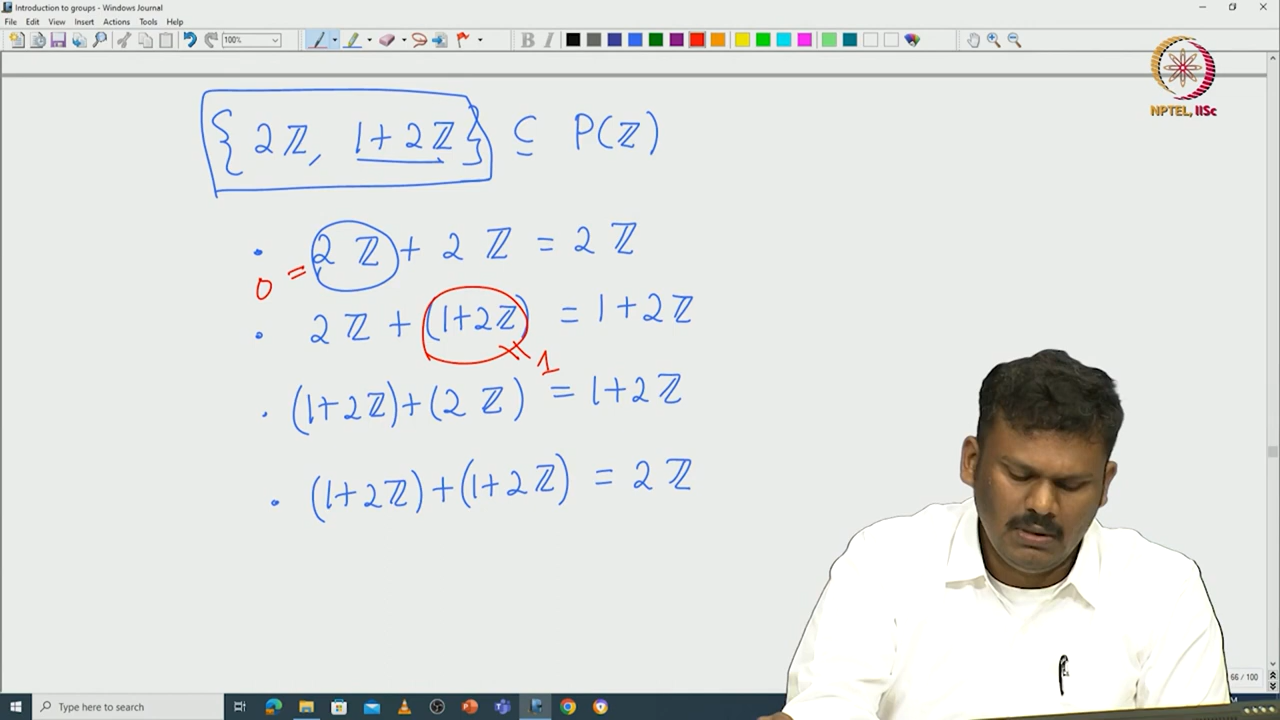 Introduction to groups - Windows Journal
File Edit View Insert Actions Tools Help
100%
B I
NPTEL, IISc
{ 2ℤ, 1+2ℤ } ⊆ P(ℤ)
· 2ℤ + 2ℤ = 2ℤ
0 =
· 2ℤ + (1+2ℤ) = 1+2ℤ
1
· (1+2ℤ)+(2ℤ) = 1+2ℤ
· (1+2ℤ)+(1+2ℤ) = 2ℤ
66 / 100
Type here to search